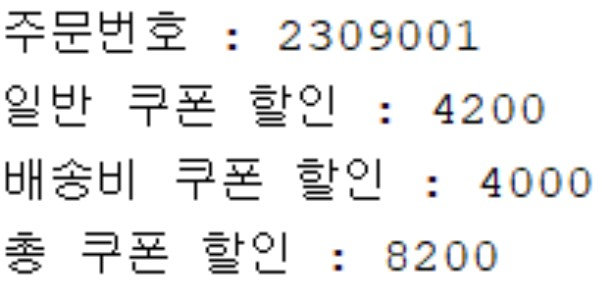 주문번호 : 2309001
일반 쿠폰 할인 : 4200
배송비 쿠폰 할인 : 4000
총 쿠폰 할인 : 8200